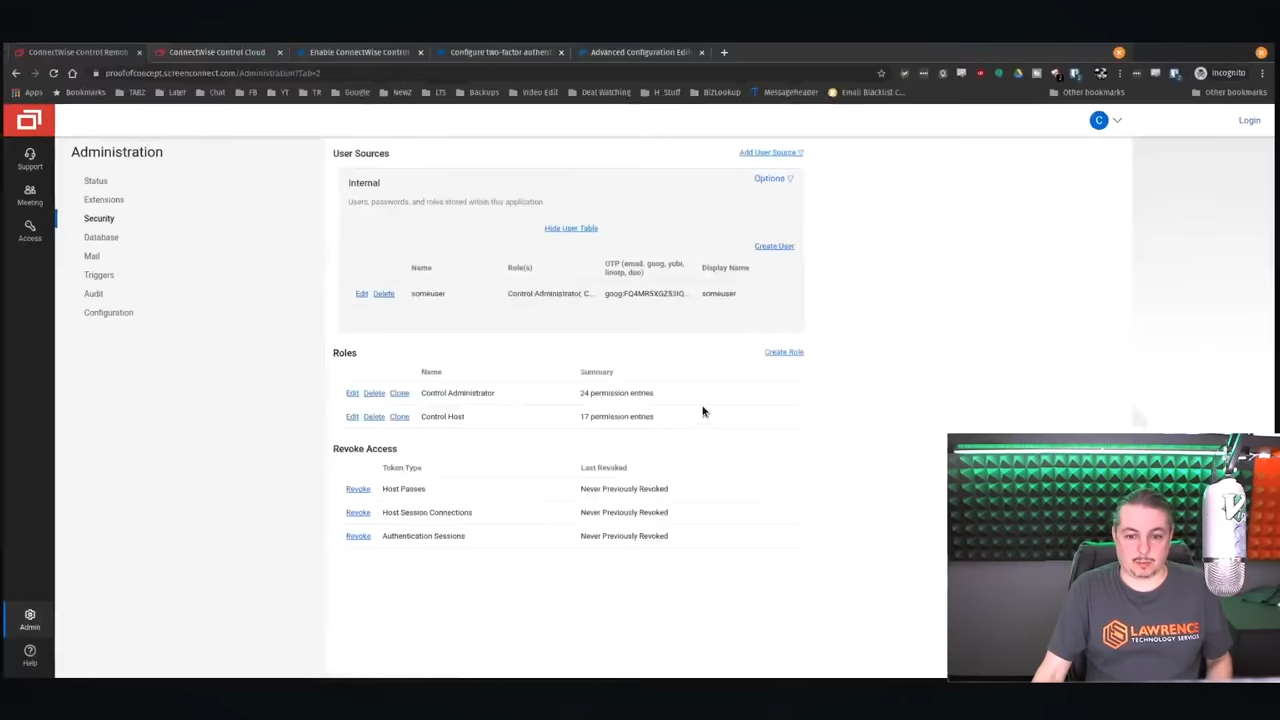 ConnectWise Control Remot
ConnectWise Control Cloud
Enable ConnectWise Control
Configure two-factor authen
Advanced Configuration Edit
proofofconcept.screenconnect.com/Administration?Tab=2
Incognito
Apps
Bookmarks
TABZ
Later
Chat
FB
YT
TR
Google
NewZ
LTS
Backups
Video Edit
Deal Watching
H_Stuff
BizLookup
MessageHeader
Email Blacklist C...
Other bookmarks
Other bookmarks
C
Login
Support
Meeting
Access
Admin
Help
Administration
Status
Extensions
Security
Database
Mail
Triggers
Audit
Configuration
User Sources
Add User Source
Internal
Options
Users, passwords, and roles stored within this application
Hide User Table
Create User
Name
Role(s)
OTP (email, goog, yubi,
linotp, duo)
Display Name
Edit Delete
someuser
Control Administrator, C...
goog:FQ4MR5XGZ53IQ...
someuser
Roles
Create Role
Name
Summary
Edit Delete Clone
Control Administrator
24 permission entries
Edit Delete Clone
Control Host
17 permission entries
Revoke Access
Token Type
Last Revoked
Revoke
Host Passes
Never Previously Revoked
Revoke
Host Session Connections
Never Previously Revoked
Revoke
Authentication Sessions
Never Previously Revoked
LAWRENCE
TECHNOLOGY SERVICES